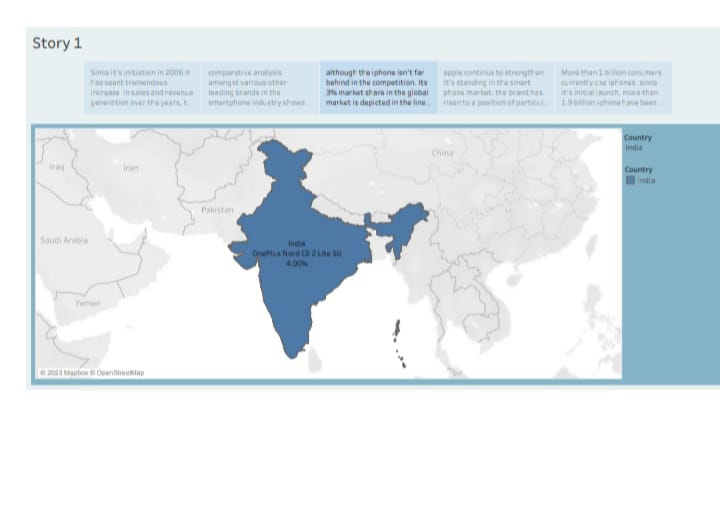 Story 1
Since it's initiation in 2006 it
has seent tramendous
increase in sales and revenue
generation over the years, t..
comparative analysis
amongst various other
leading brands in the
smartphone industry shows..
although the iphone isn't far
behind in the competition. Its
3% market share in the global
market is depicted in the line..
apple continus to strengthen
it's standing in the smart
phone market. the brand has
risen to a position of particul..
More than 1 billion consumers
currently use iphones. since
it's initial launch, more than
1.9 billion iphone have been ..
Country
India
Country
India
Iraq
Iran
China
Pakistan
Saudi Arabia
India
OnePlus Nord CE 2 Lite 5G
4.00%
Yemen
© 2023 Mapbox © OpenStreetMap